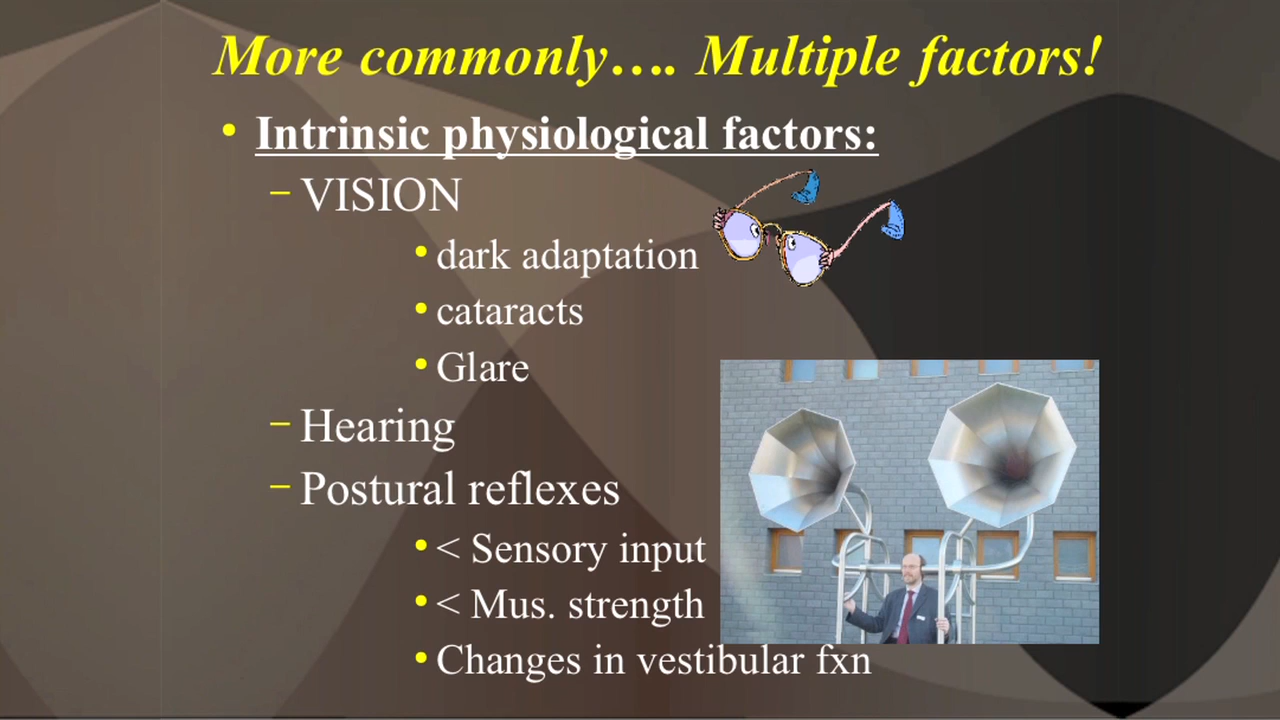 More commonly…. Multiple factors!
• Intrinsic physiological factors:
– VISION
• dark adaptation
• cataracts
• Glare
– Hearing
– Postural reflexes
• < Sensory input
• < Mus. strength
• Changes in vestibular fxn